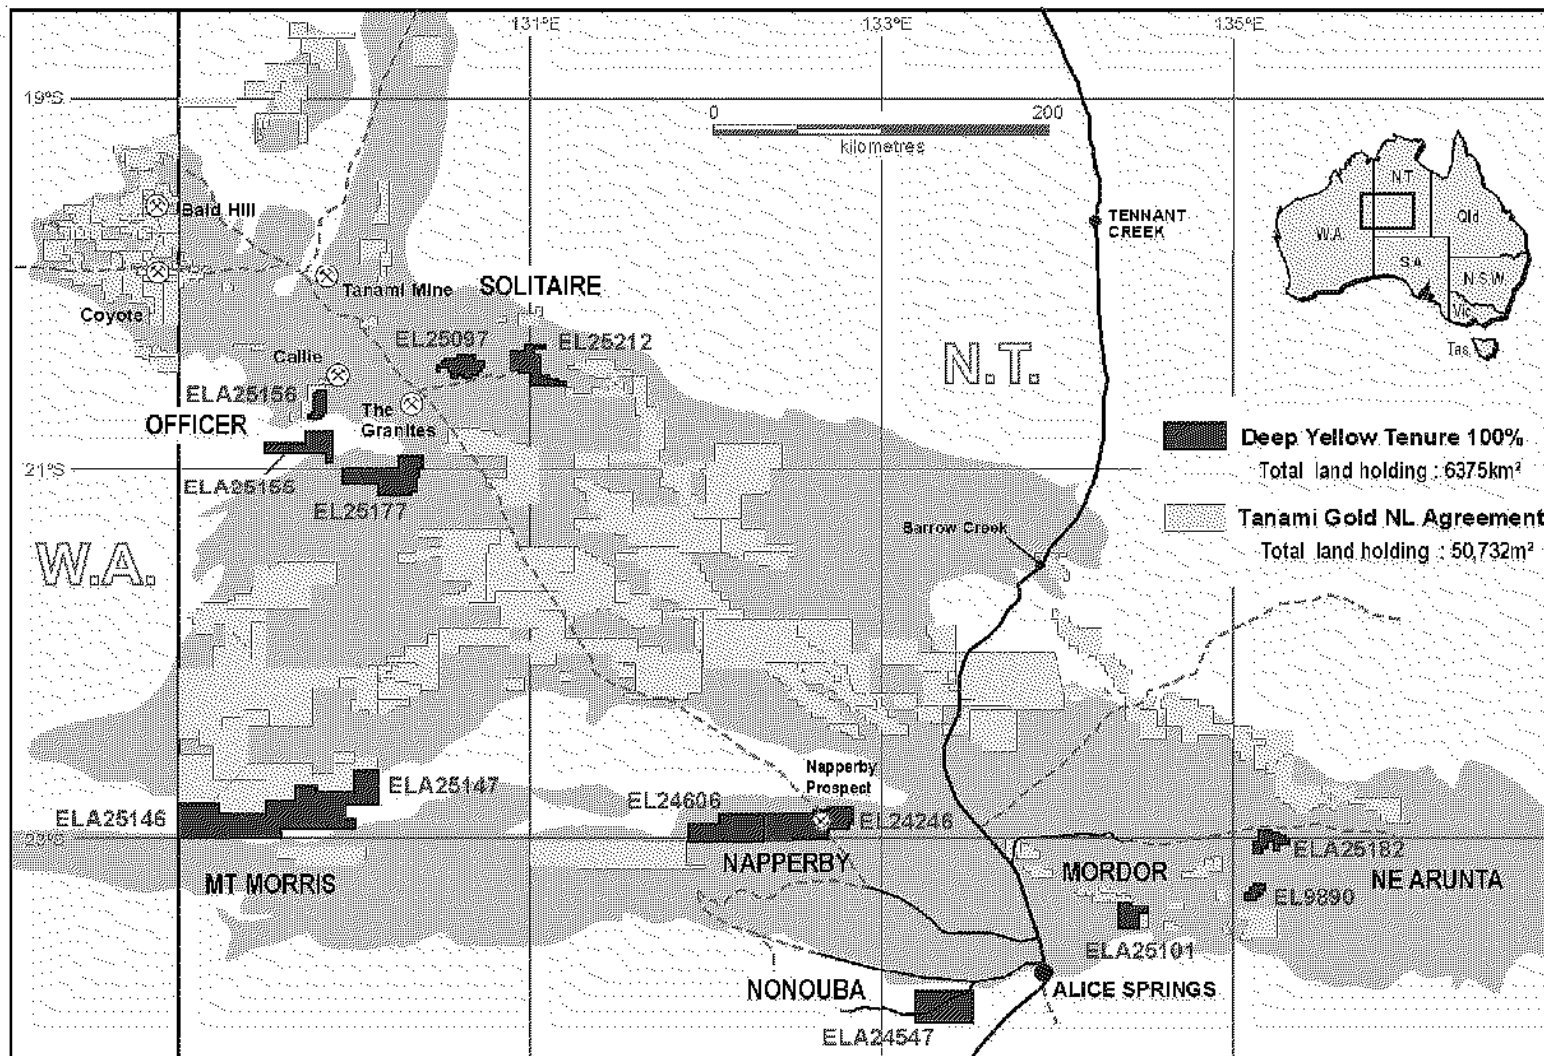 131°E
133°E
135°E
19°S
0
200
kilometres
N.T.
W.A.
Qld
S.A.
N.S.W
Vic
Tas
Bald Hill
TENNANT
CREEK
Tanami Mine
SOLITAIRE
Coyote
EL25097
EL25212
Callie
N.T.
ELA25156
The
Granites
OFFICER
Deep Yellow Tenure 100%
Total land holding : 6375km²
21°S
ELA25155
EL25177
Tanami Gold NL Agreement
Total land holding : 50,732m²
Barrow Creek
W.A.
Napperby
Prospect
ELA25147
EL24606
ELA25146
EL24246
23°S
ELA25182
NAPPERBY
MORDOR
MT MORRIS
NE ARUNTA
EL9890
ELA25101
NONOUBA
ALICE SPRINGS
ELA24547